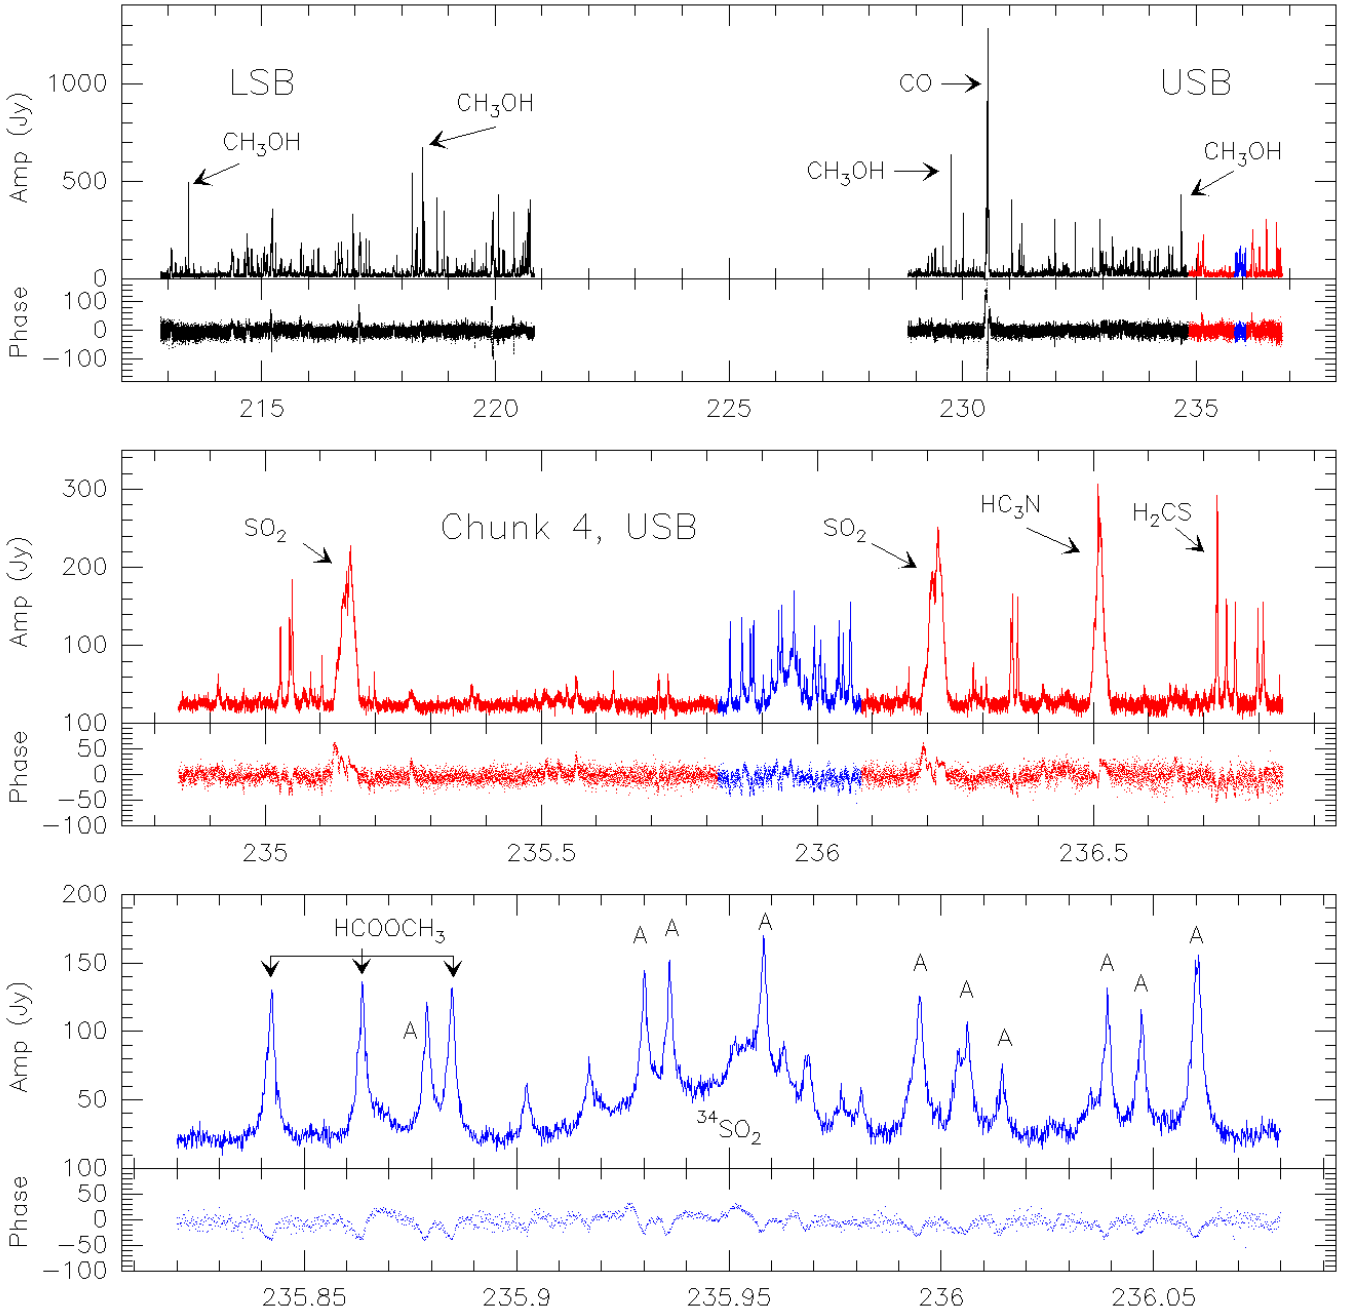 LSB
USB
CO
CH3OH
CH3OH
CH3OH
CH3OH
Amp (Jy)
1000
500
0
Phase
100
0
−100
215
220
225
230
235
Chunk 4, USB
SO2
SO2
HC3N
H2CS
Amp (Jy)
300
200
100
100
Phase
50
0
−50
−100
235
235.5
236
236.5
HCOOCH3
A
A
A
A
A
A
A
A
A
A
34SO2
Amp (Jy)
200
150
100
50
100
Phase
50
0
−50
−100
235.85
235.9
235.95
236
236.05